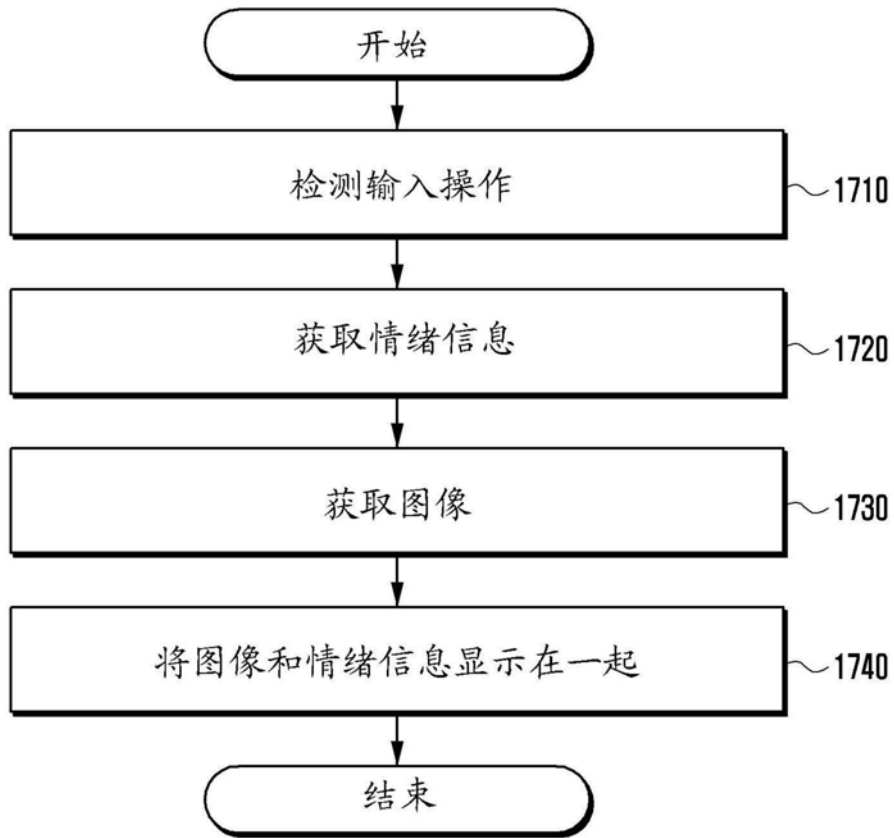 开始
检测输入操作
1710
获取情绪信息
1720
获取图像
1730
将图像和情绪信息显示在一起
1740
结束